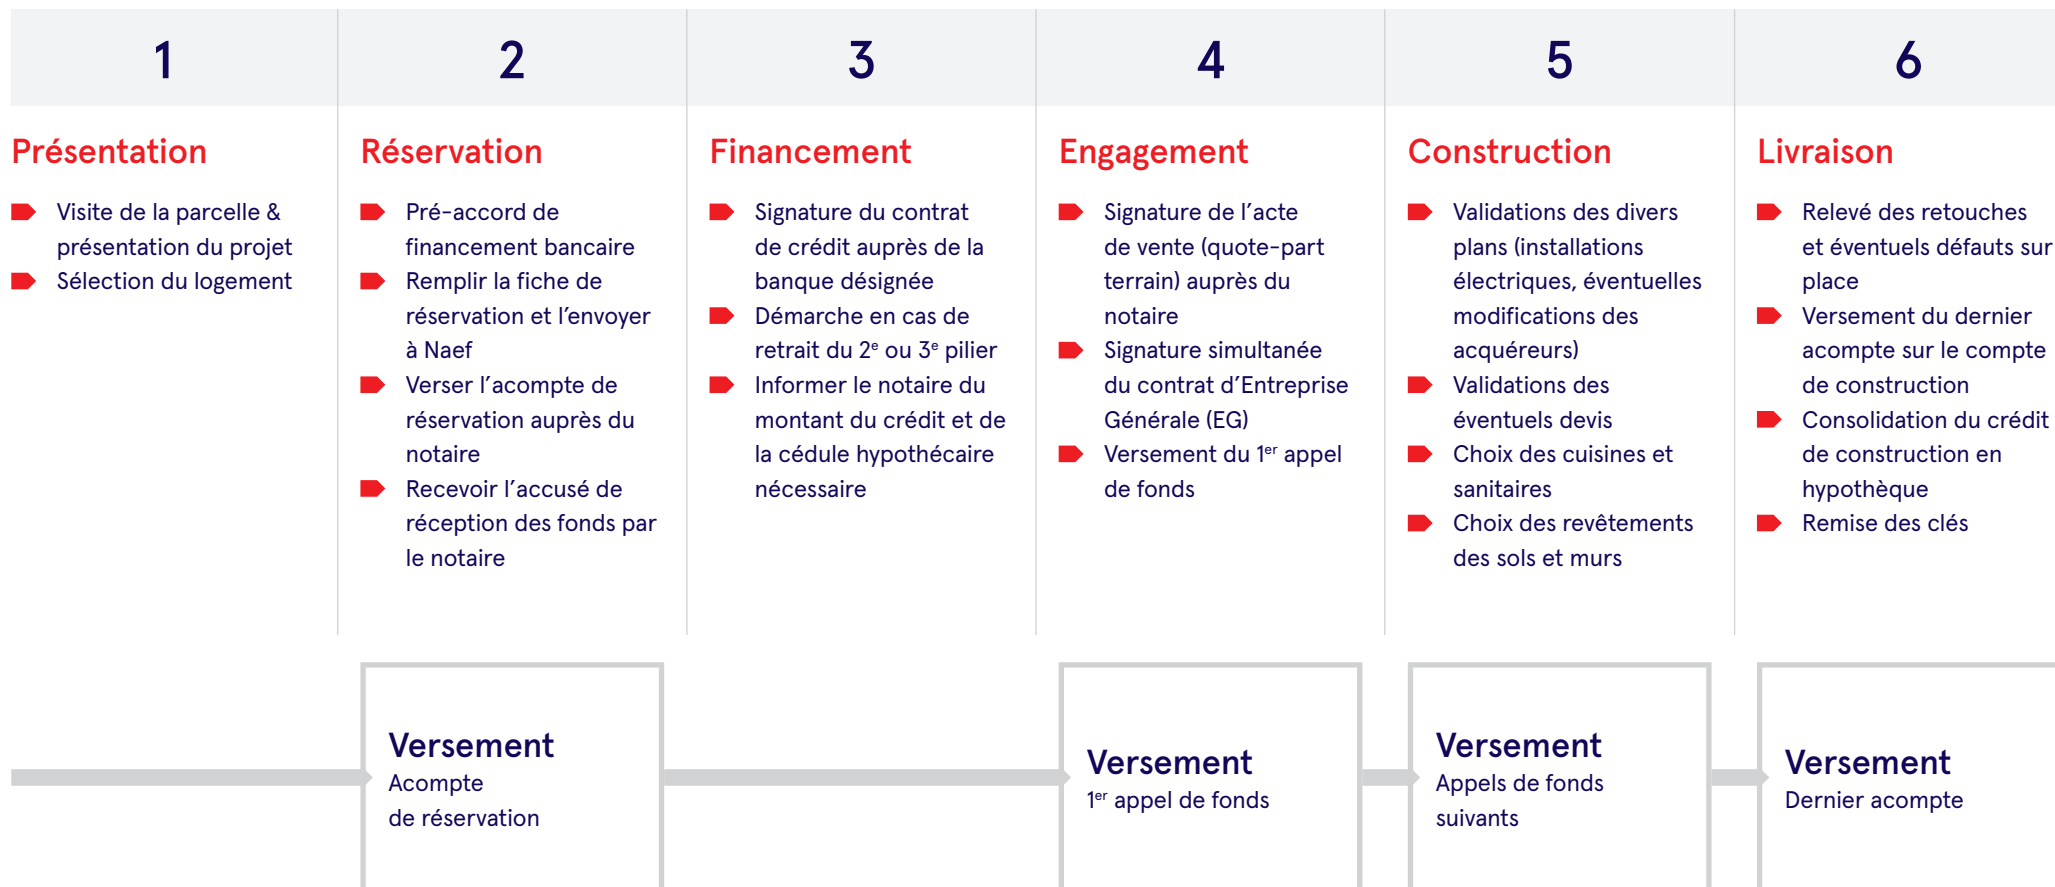 1
2
3
4
5
6
Présentation
Visite de la parcelle &
présentation du projet
Sélection du logement
Réservation
Pré-accord de
financement bancaire
Remplir la fiche de
réservation et l’envoyer
à Naef
Verser l’acompte de
réservation auprès du
notaire
Recevoir l’accusé de
réception des fonds par
le notaire
Financement
Signature du contrat
de crédit auprès de la
banque désignée
Démarche en cas de
retrait du 2e ou 3e pilier
Informer le notaire du
montant du crédit et de
la cédule hypothécaire
nécessaire
Engagement
Signature de l’acte
de vente (quote-part
terrain) auprès du
notaire
Signature simultanée
du contrat d’Entreprise
Générale (EG)
Versement du 1er appel
de fonds
Construction
Validations des divers
plans (installations
électriques, éventuelles
modifications des
acquéreurs)
Validations des
éventuels devis
Choix des cuisines et
sanitaires
Choix des revêtements
des sols et murs
Livraison
Relevé des retouches
et éventuels défauts sur
place
Versement du dernier
acompte sur le compte
de construction
Consolidation du crédit
de construction en
hypothèque
Remise des clés
Versement
Acompte
de réservation
Versement
1er appel de fonds
Versement
Appels de fonds
suivants
Versement
Dernier acompte